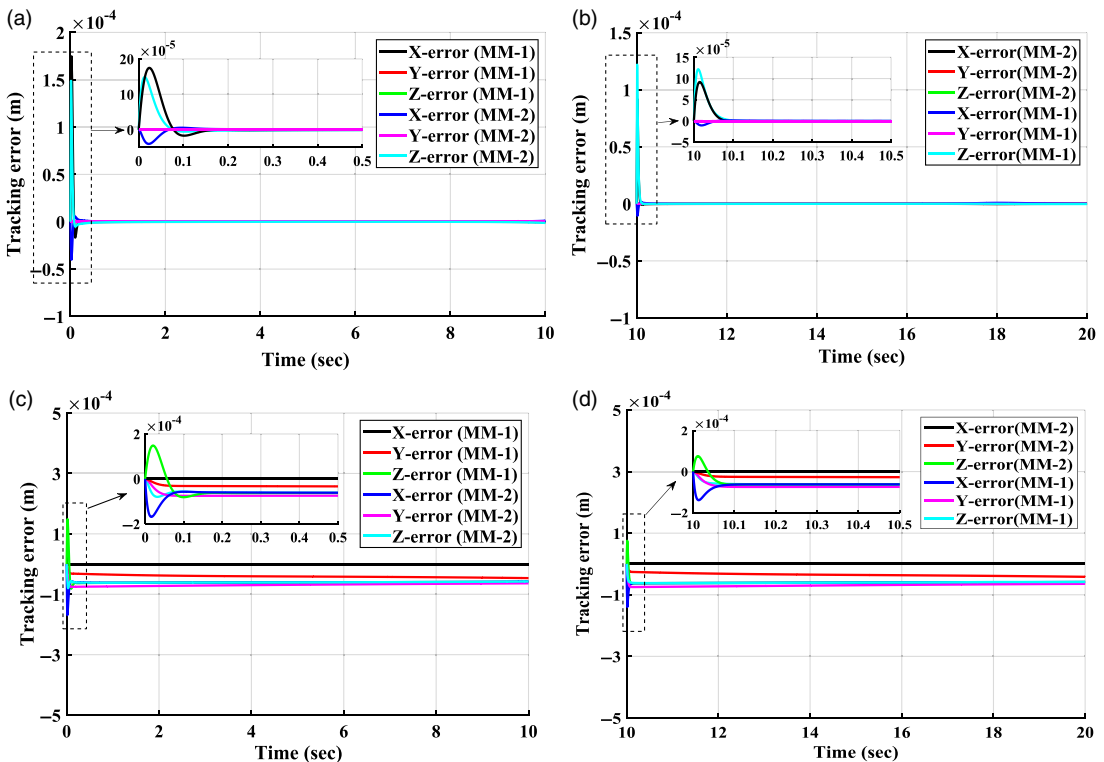 (a)
×10⁻⁴
2
1.5
1
0.5
0
−0.5
−1
Tracking error (m)
0
2
4
6
8
10
Time (sec)
×10⁻⁵
20
10
0
0
0.1
0.2
0.3
0.4
0.5
X-error (MM-1)
Y-error (MM-1)
Z-error (MM-1)
X-error (MM-2)
Y-error (MM-2)
Z-error (MM-2)
(b)
×10⁻⁴
1.5
1
0.5
0
−0.5
−1
Tracking error (m)
10
12
14
16
18
20
Time (sec)
×10⁻⁵
15
10
5
0
−5
10
10.1
10.2
10.3
10.4
10.5
X-error(MM-2)
Y-error(MM-2)
Z-error(MM-2)
X-error(MM-1)
Y-error(MM-1)
Z-error(MM-1)
(c)
×10⁻⁴
5
3
1
−1
−3
−5
Tracking error (m)
0
2
4
6
8
10
Time (sec)
×10⁻⁴
2
0
−2
0
0.1
0.2
0.3
0.4
0.5
X-error (MM-1)
Y-error (MM-1)
Z-error (MM-1)
X-error (MM-2)
Y-error (MM-2)
Z-error (MM-2)
(d)
×10⁻⁴
5
3
1
−1
−3
−5
Tracking error (m)
10
12
14
16
18
20
Time (sec)
×10⁻⁴
2
0
−2
10
10.1
10.2
10.3
10.4
10.5
X-error(MM-2)
Y-error(MM-2)
Z-error(MM-2)
X-error(MM-1)
Y-error(MM-1)
Z-error(MM-1)